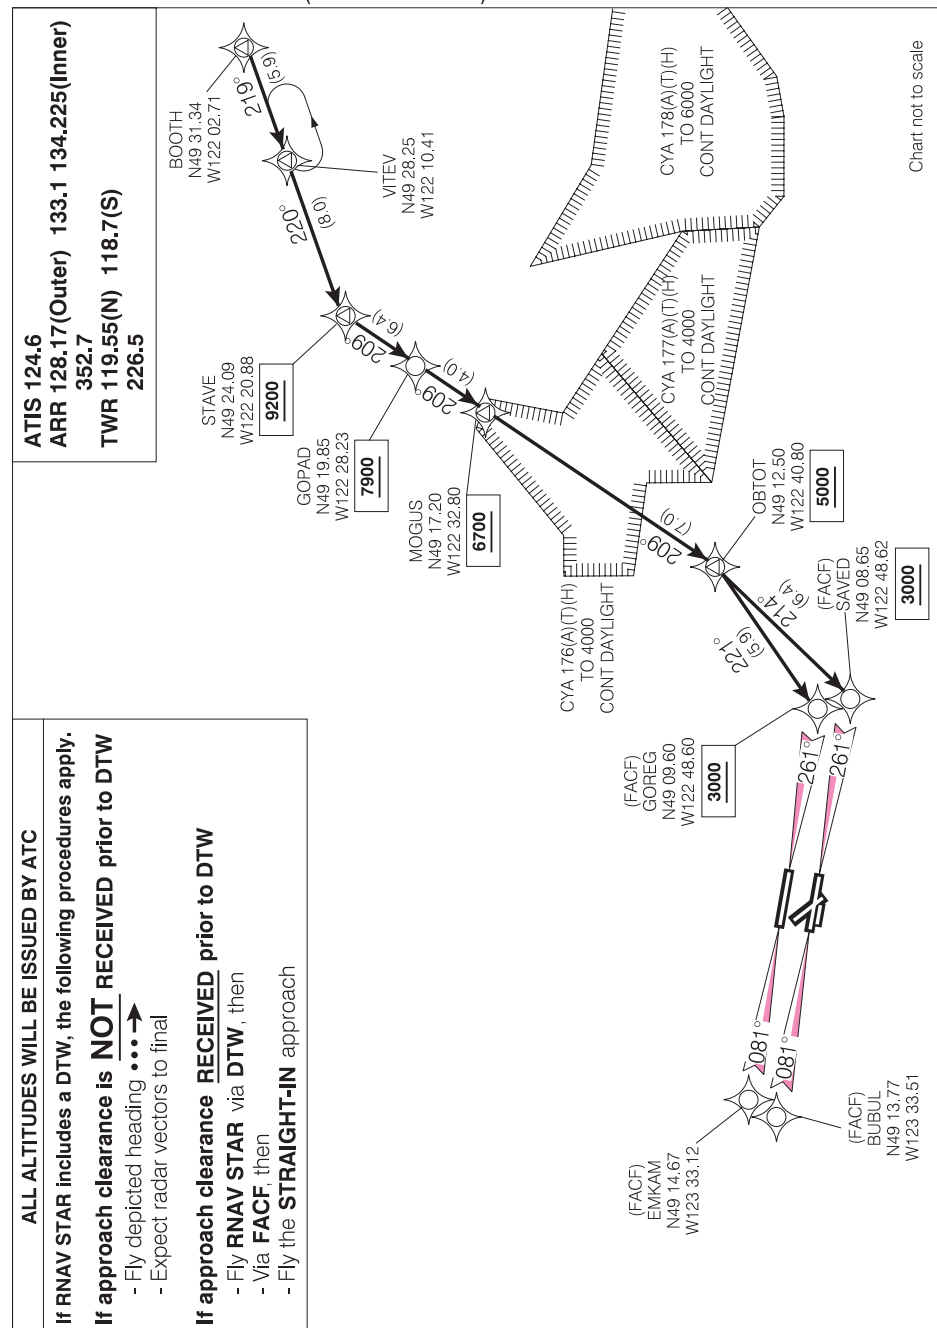 ATIS 124.6
ARR 128.17(Outer) 133.1 134.225(Inner)
352.7
TWR 119.55(N) 118.7(S)
226.5
ALL ALTITUDES WILL BE ISSUED BY ATC
If RNAV STAR includes a DTW, the following procedures apply.
If approach clearance is NOT RECEIVED prior to DTW
- Fly depicted heading
- Expect radar vectors to final
If approach clearance RECEIVED prior to DTW
- Fly RNAV STAR via DTW, then
- Via FACF, then
- Fly the STRAIGHT-IN approach
BOOTH
N49 31.34
W122 02.71
219°
(5.9)
VITEV
N49 28.25
W122 10.41
220°
(8.0)
STAVE
N49 24.09
W122 20.88
9200
209°
(6.4)
GOPAD
N49 19.85
W122 28.23
7900
209°
(4.0)
MOGUS
N49 17.20
W122 32.80
6700
209°
(7.0)
CYA 178(A)(T)(H)
TO 6000
CONT DAYLIGHT
CYA 177(A)(T)(H)
TO 4000
CONT DAYLIGHT
CYA 176(A)(T)(H)
TO 4000
CONT DAYLIGHT
OBTOT
N49 12.50
W122 40.80
5000
221°
(5.9)
214°
(6.4)
(FACF)
SAVED
N49 08.65
W122 48.62
3000
(FACF)
GOREG
N49 09.60
W122 48.60
3000
261°
261°
081°
081°
(FACF)
EMKAM
N49 14.67
W123 33.12
(FACF)
BUBUL
N49 13.77
W123 33.51
Chart not to scale